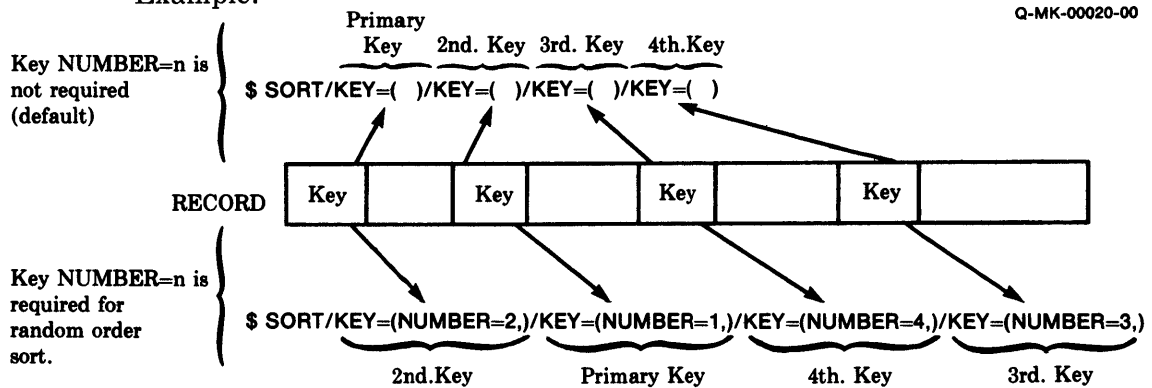 Example:
Q-MK-00020-00
Primary
Key 2nd. Key 3rd. Key 4th.Key
Key NUMBER=n is
not required
(default)
$ SORT/KEY=( )/KEY=( )/KEY=( )/KEY=( )
RECORD Key Key Key Key
Key NUMBER=n is
required for
random order
sort.
$ SORT/KEY=(NUMBER=2,)/KEY=(NUMBER=1,)/KEY=(NUMBER=4,)/KEY=(NUMBER=3,)
2nd.Key Primary Key 4th. Key 3rd. Key